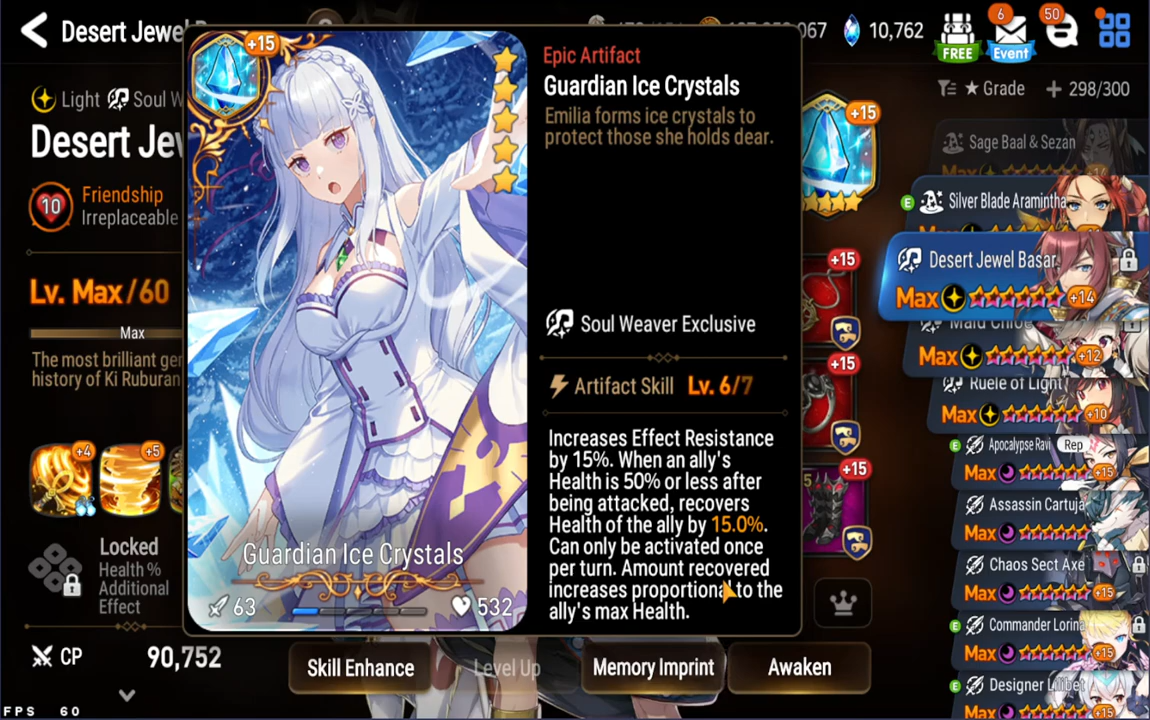 Desert Jewel B
067
10,762
6
50
FREE
Event
Light Soul W
Desert Jew
10
Friendship
Irreplaceable
Lv. Max/60
Max
The most brilliant gen
history of Ki Ruburan
+4
+5
Locked
Health %
Additional
Effect
CP 90,752
FPS 60
+15
Guardian Ice Crystals
63
532
Epic Artifact
Guardian Ice Crystals
Emilia forms ice crystals to
protect those she holds dear.
Soul Weaver Exclusive
Artifact Skill Lv. 6/7
Increases Effect Resistance
by 15%. When an ally's
Health is 50% or less after
being attacked, recovers
Health of the ally by 15.0%.
Can only be activated once
per turn. Amount recovered
increases proportional to the
ally's max Health.
+15
+15
+15
+15
Skill Enhance
Level Up
Memory Imprint
Awaken
Grade
298/300
Sage Baal & Sezan
E
Silver Blade Aramintha
Desert Jewel Basar
Max +14
Maid Chloe
Max +12
Ruele of Light
Max +10
E Apocalypse Ravi Rep
Max +15
Assassin Cartuja
Max
Chaos Sect Axe
Max +15
E Commander Lorina
Max +15
E Designer Lilibet
Max +15